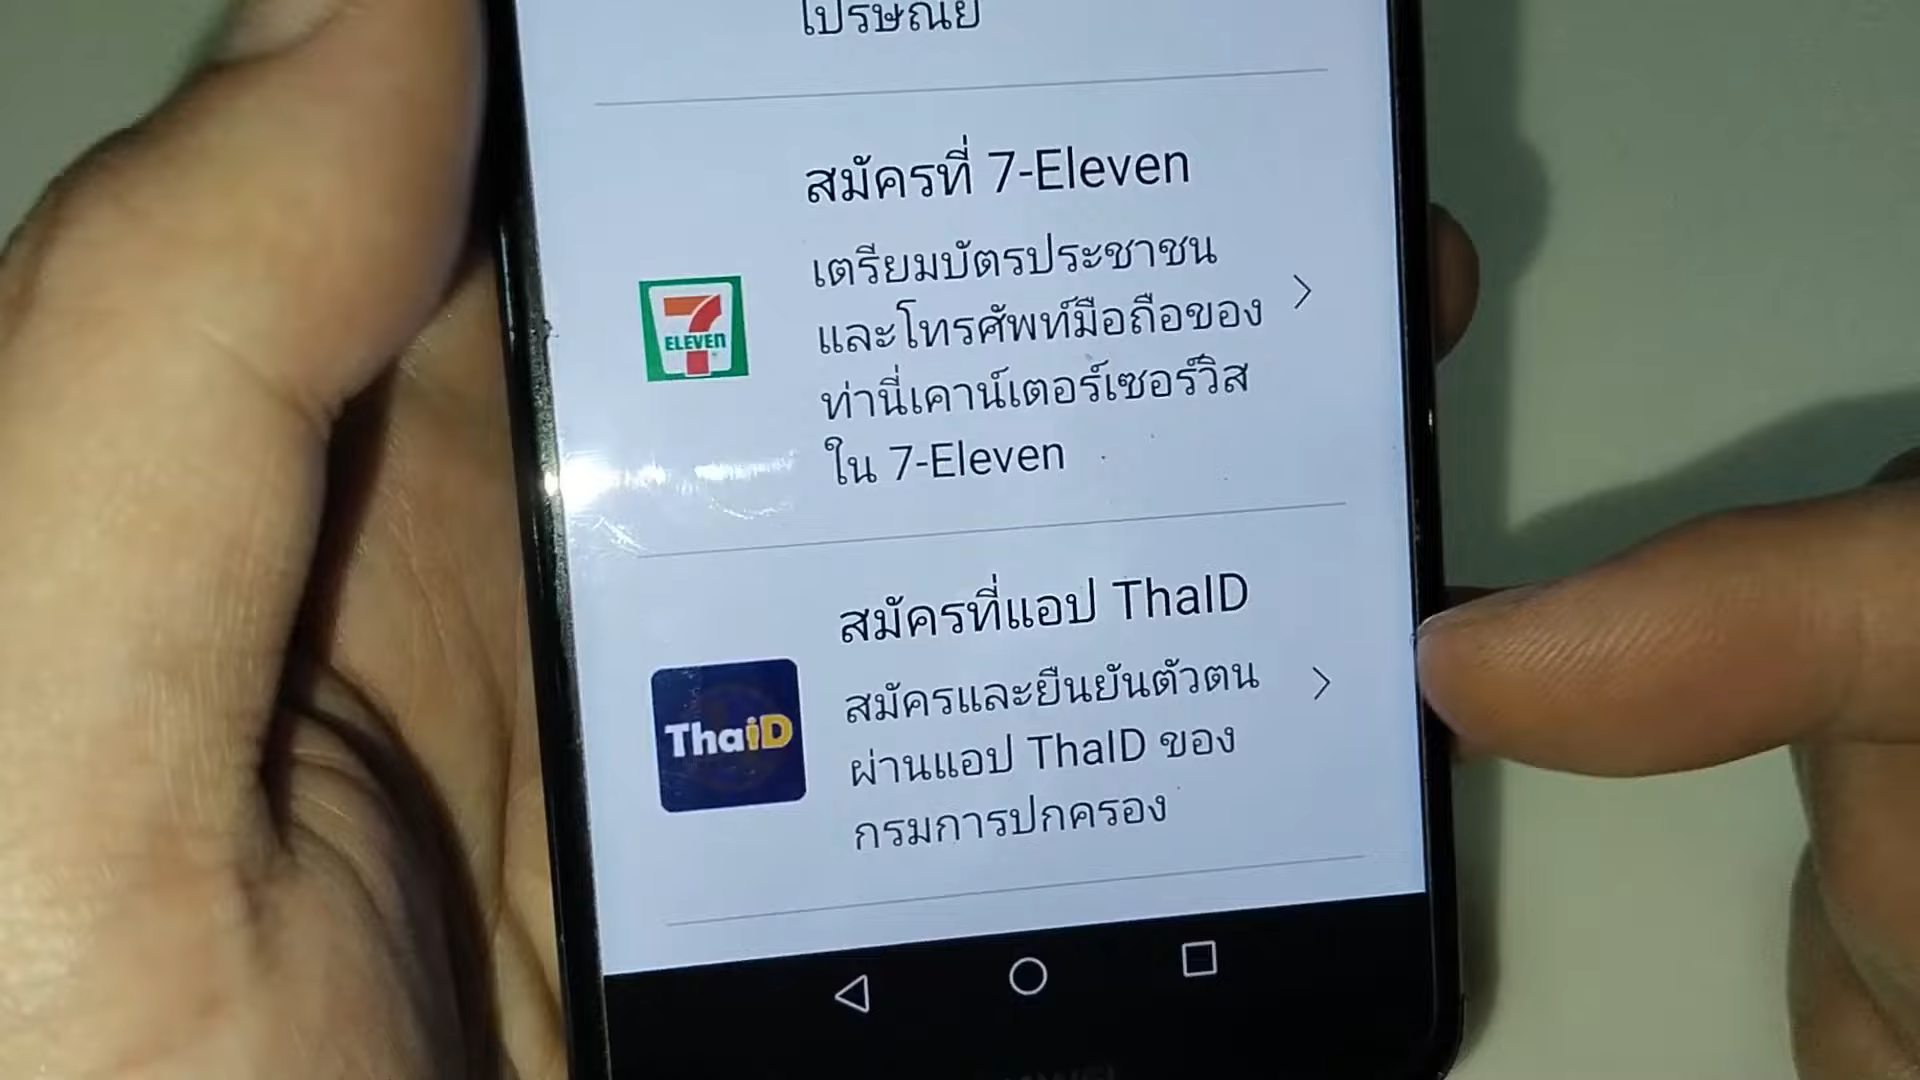 ไปรษณีย์
สมัครที่ 7-Eleven
เตรียมบัตรประชาชน
และโทรศัพท์มือถือของ
ท่านี่เคาน์เตอร์เซอร์วิส
ใน 7-Eleven
7
ELEVEN
สมัครที่แอป ThaID
สมัครและยืนยันตัวตน
ผ่านแอป ThaID ของ
กรมการปกครอง
ThaiD